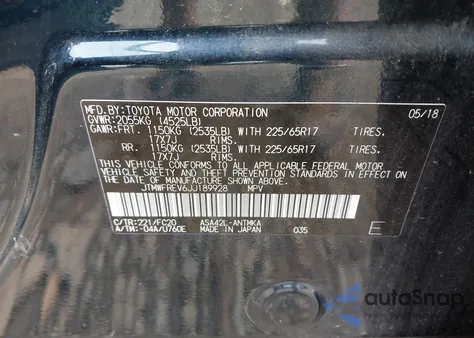 MFD.BY:TOYOTA MOTOR CORPORATION 05/18
GVWR:2055KG (4525LB)
GAWR:FRT. 1150KG (2535LB) WITH 225/65R17 TIRES.
17X7J RIMS.
RR. 1150KG (2535LB) WITH 225/65R17 TIRES.
17X7J RIMS.
THIS VEHICLE CONFORMS TO ALL APPLICABLE FEDERAL MOTOR
VEHICLE SAFETY AND THEFT PREVENTION STANDARDS IN
EFFECT ON THE DATE OF MANUFACTURE SHOWN ABOVE.
JTMWFREV6JJ189928 MPV
C/TR:221/FC20 ASA42L-ANTMKA
A/TM:-04A/U760E MADE IN JAPAN 035 E
autoSnap